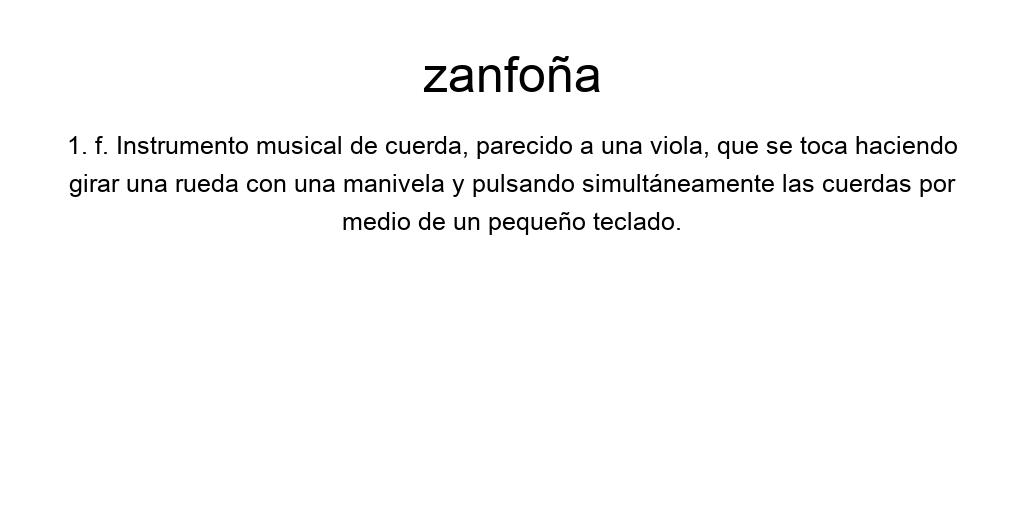 zanfoña
1. f. Instrumento musical de cuerda, parecido a una viola, que se toca haciendo
girar una rueda con una manivela y pulsando simultáneamente las cuerdas por
medio de un pequeño teclado.